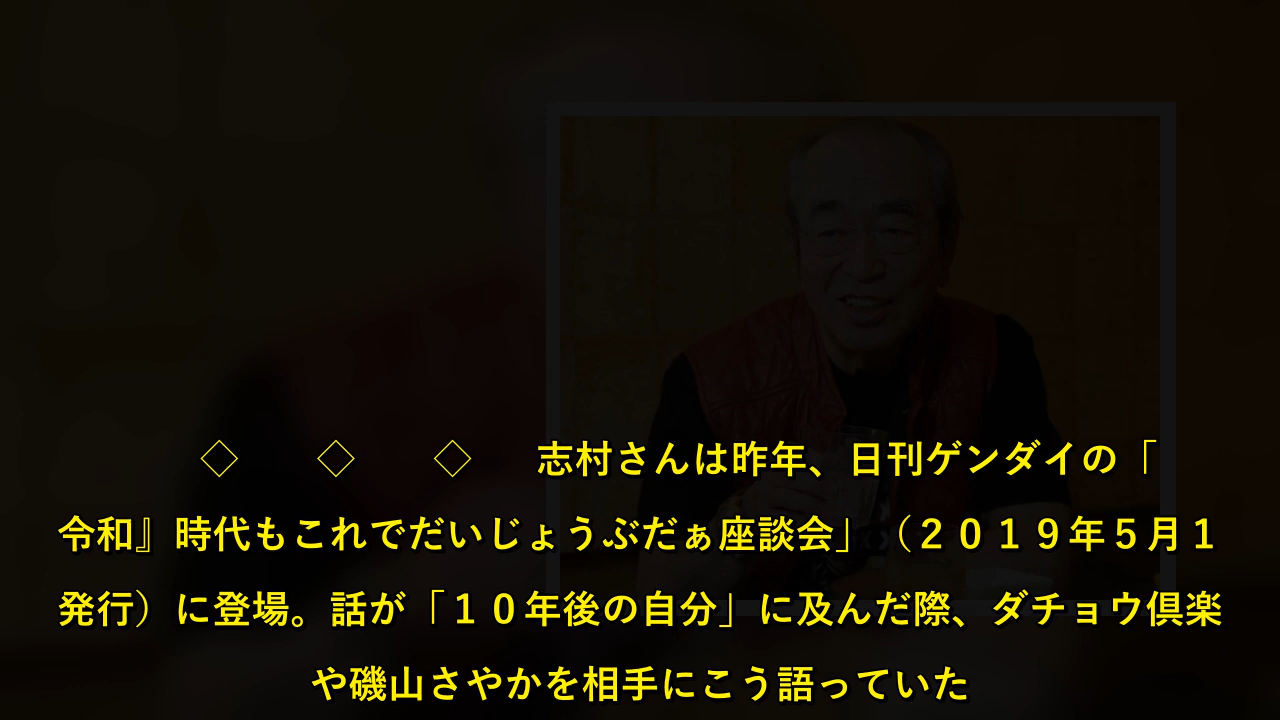 ◇　　◇　　◇　　志村さんは昨年、日刊ゲンダイの「
令和』時代もこれでだいじょうぶだぁ座談会」（２０１９年５月１
発行）に登場。話が「１０年後の自分」に及んだ際、ダチョウ倶楽
や磯山さやかを相手にこう語っていた